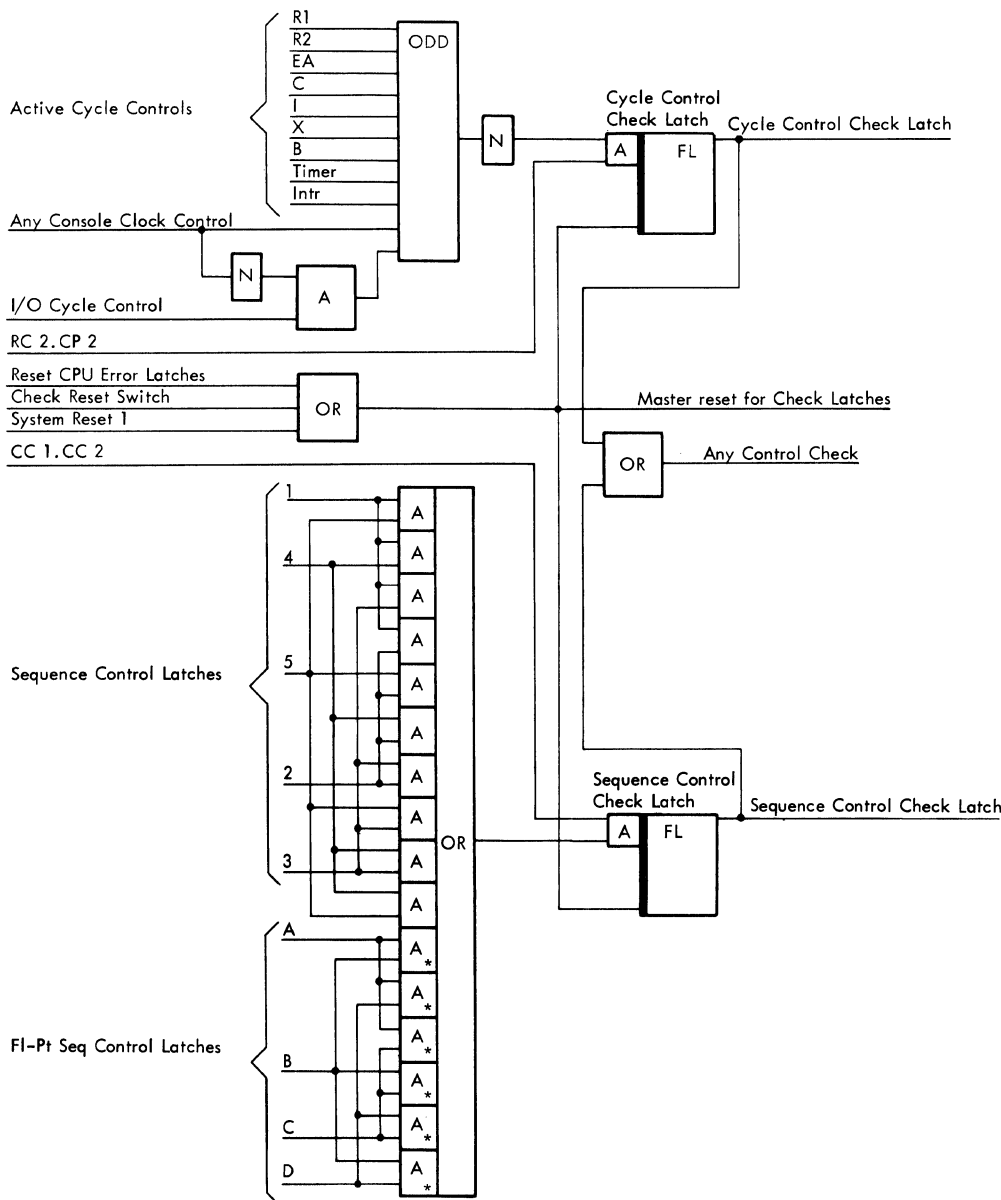 R1
ODD
R2
EA
Active Cycle Controls
C
I
X
B
Timer
Intr
N
Cycle Control
Check Latch
A
FL
Cycle Control Check Latch
Any Console Clock Control
N
A
I/O Cycle Control
RC 2.CP 2
Reset CPU Error Latches
Check Reset Switch
System Reset 1
OR
Master reset for Check Latches
CC 1.CC 2
OR
Any Control Check
1
A
4
A
A
A
Sequence Control Latches
5
A
A
2
A
A
3
A
A
OR
Sequence Control
Check Latch
A
FL
Sequence Control Check Latch
A
A *
A *
Fl-Pt Seq Control Latches
A *
B
A *
C
A *
D
A *